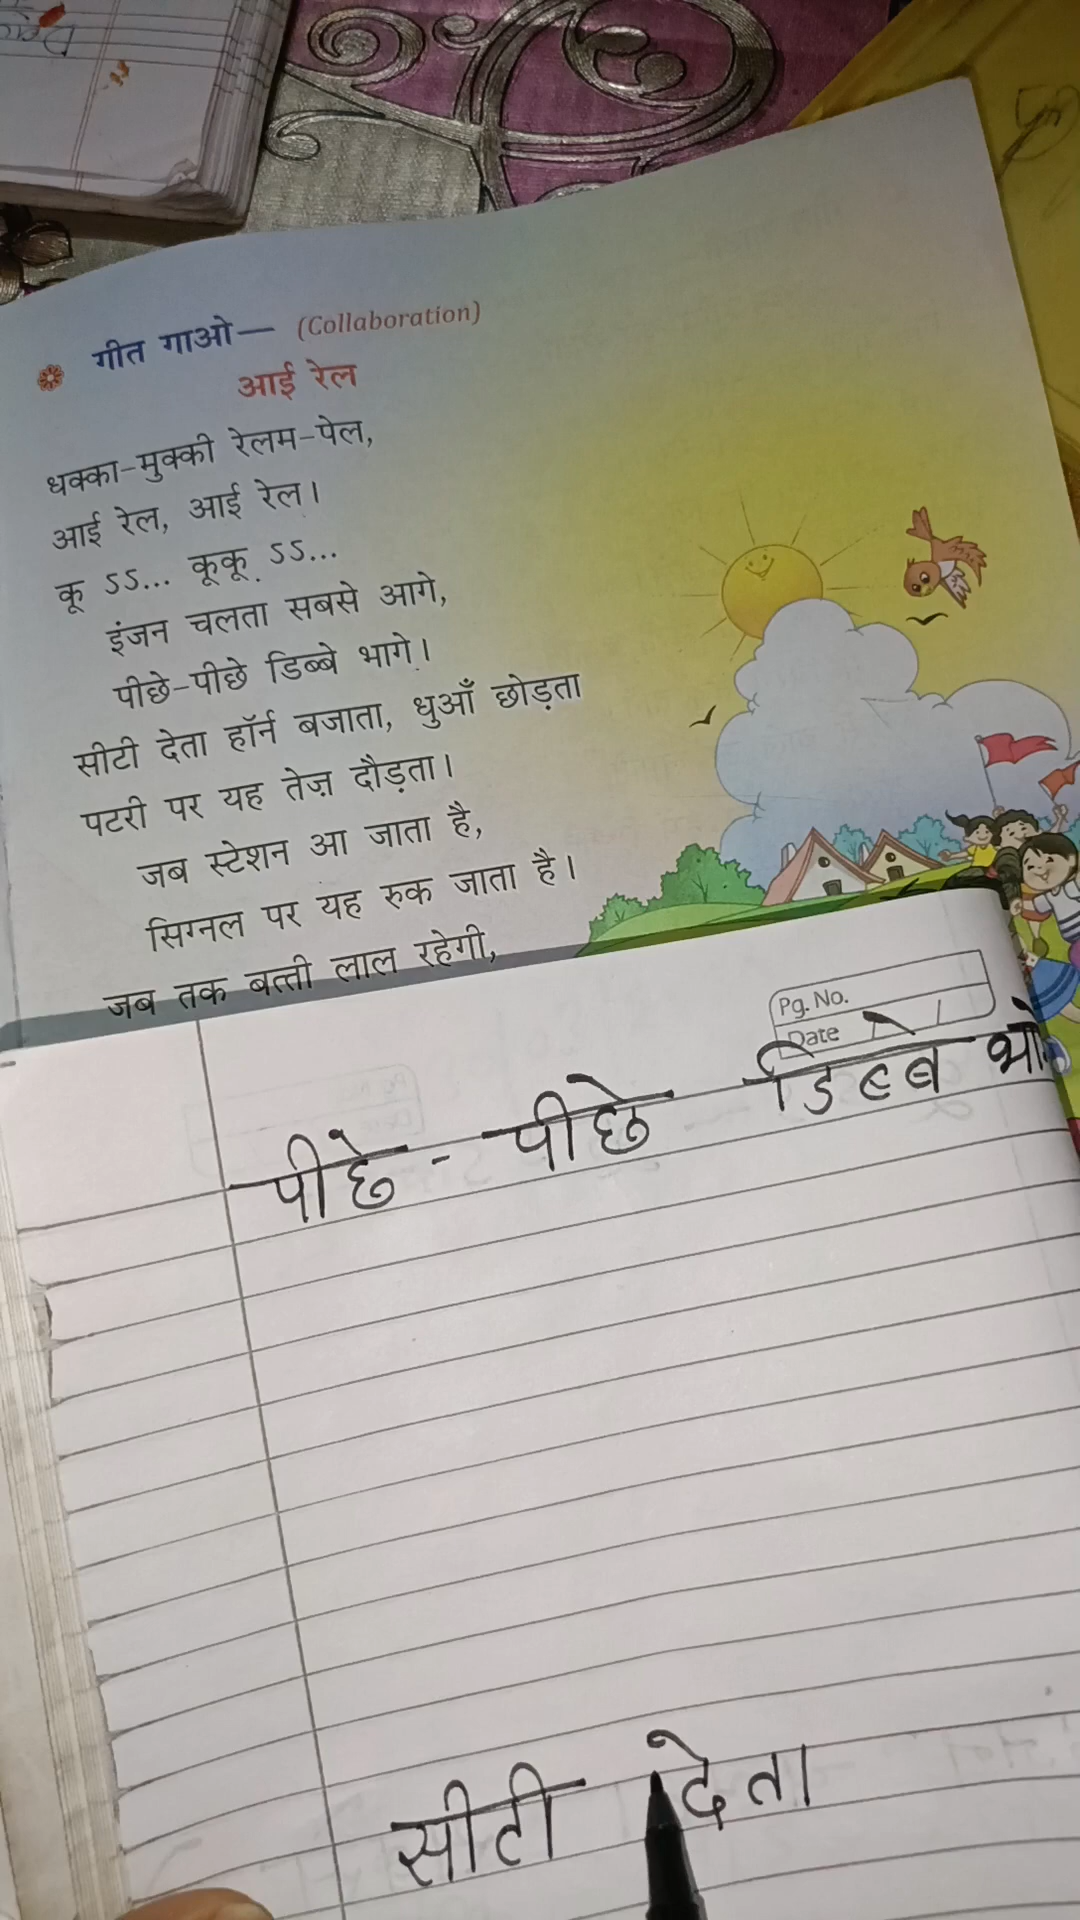 गीत गाओ— (Collaboration)
आई रेल
धक्का-मुक्की रेलम-पेल,
आई रेल, आई रेल।
कू ऽऽ... कूकू ऽऽ...
इंजन चलता सबसे आगे,
पीछे-पीछे डिब्बे भागे।
सीटी देता हॉर्न बजाता, धुआँ छोड़ता
पटरी पर यह तेज़ दौड़ता।
जब स्टेशन आ जाता है,
सिग्नल पर यह रुक जाता है।
जब तक बत्ती लाल रहेगी,
Pg. No.
Date / /
पीछे - पीछे डिब्बे
सीटी देता